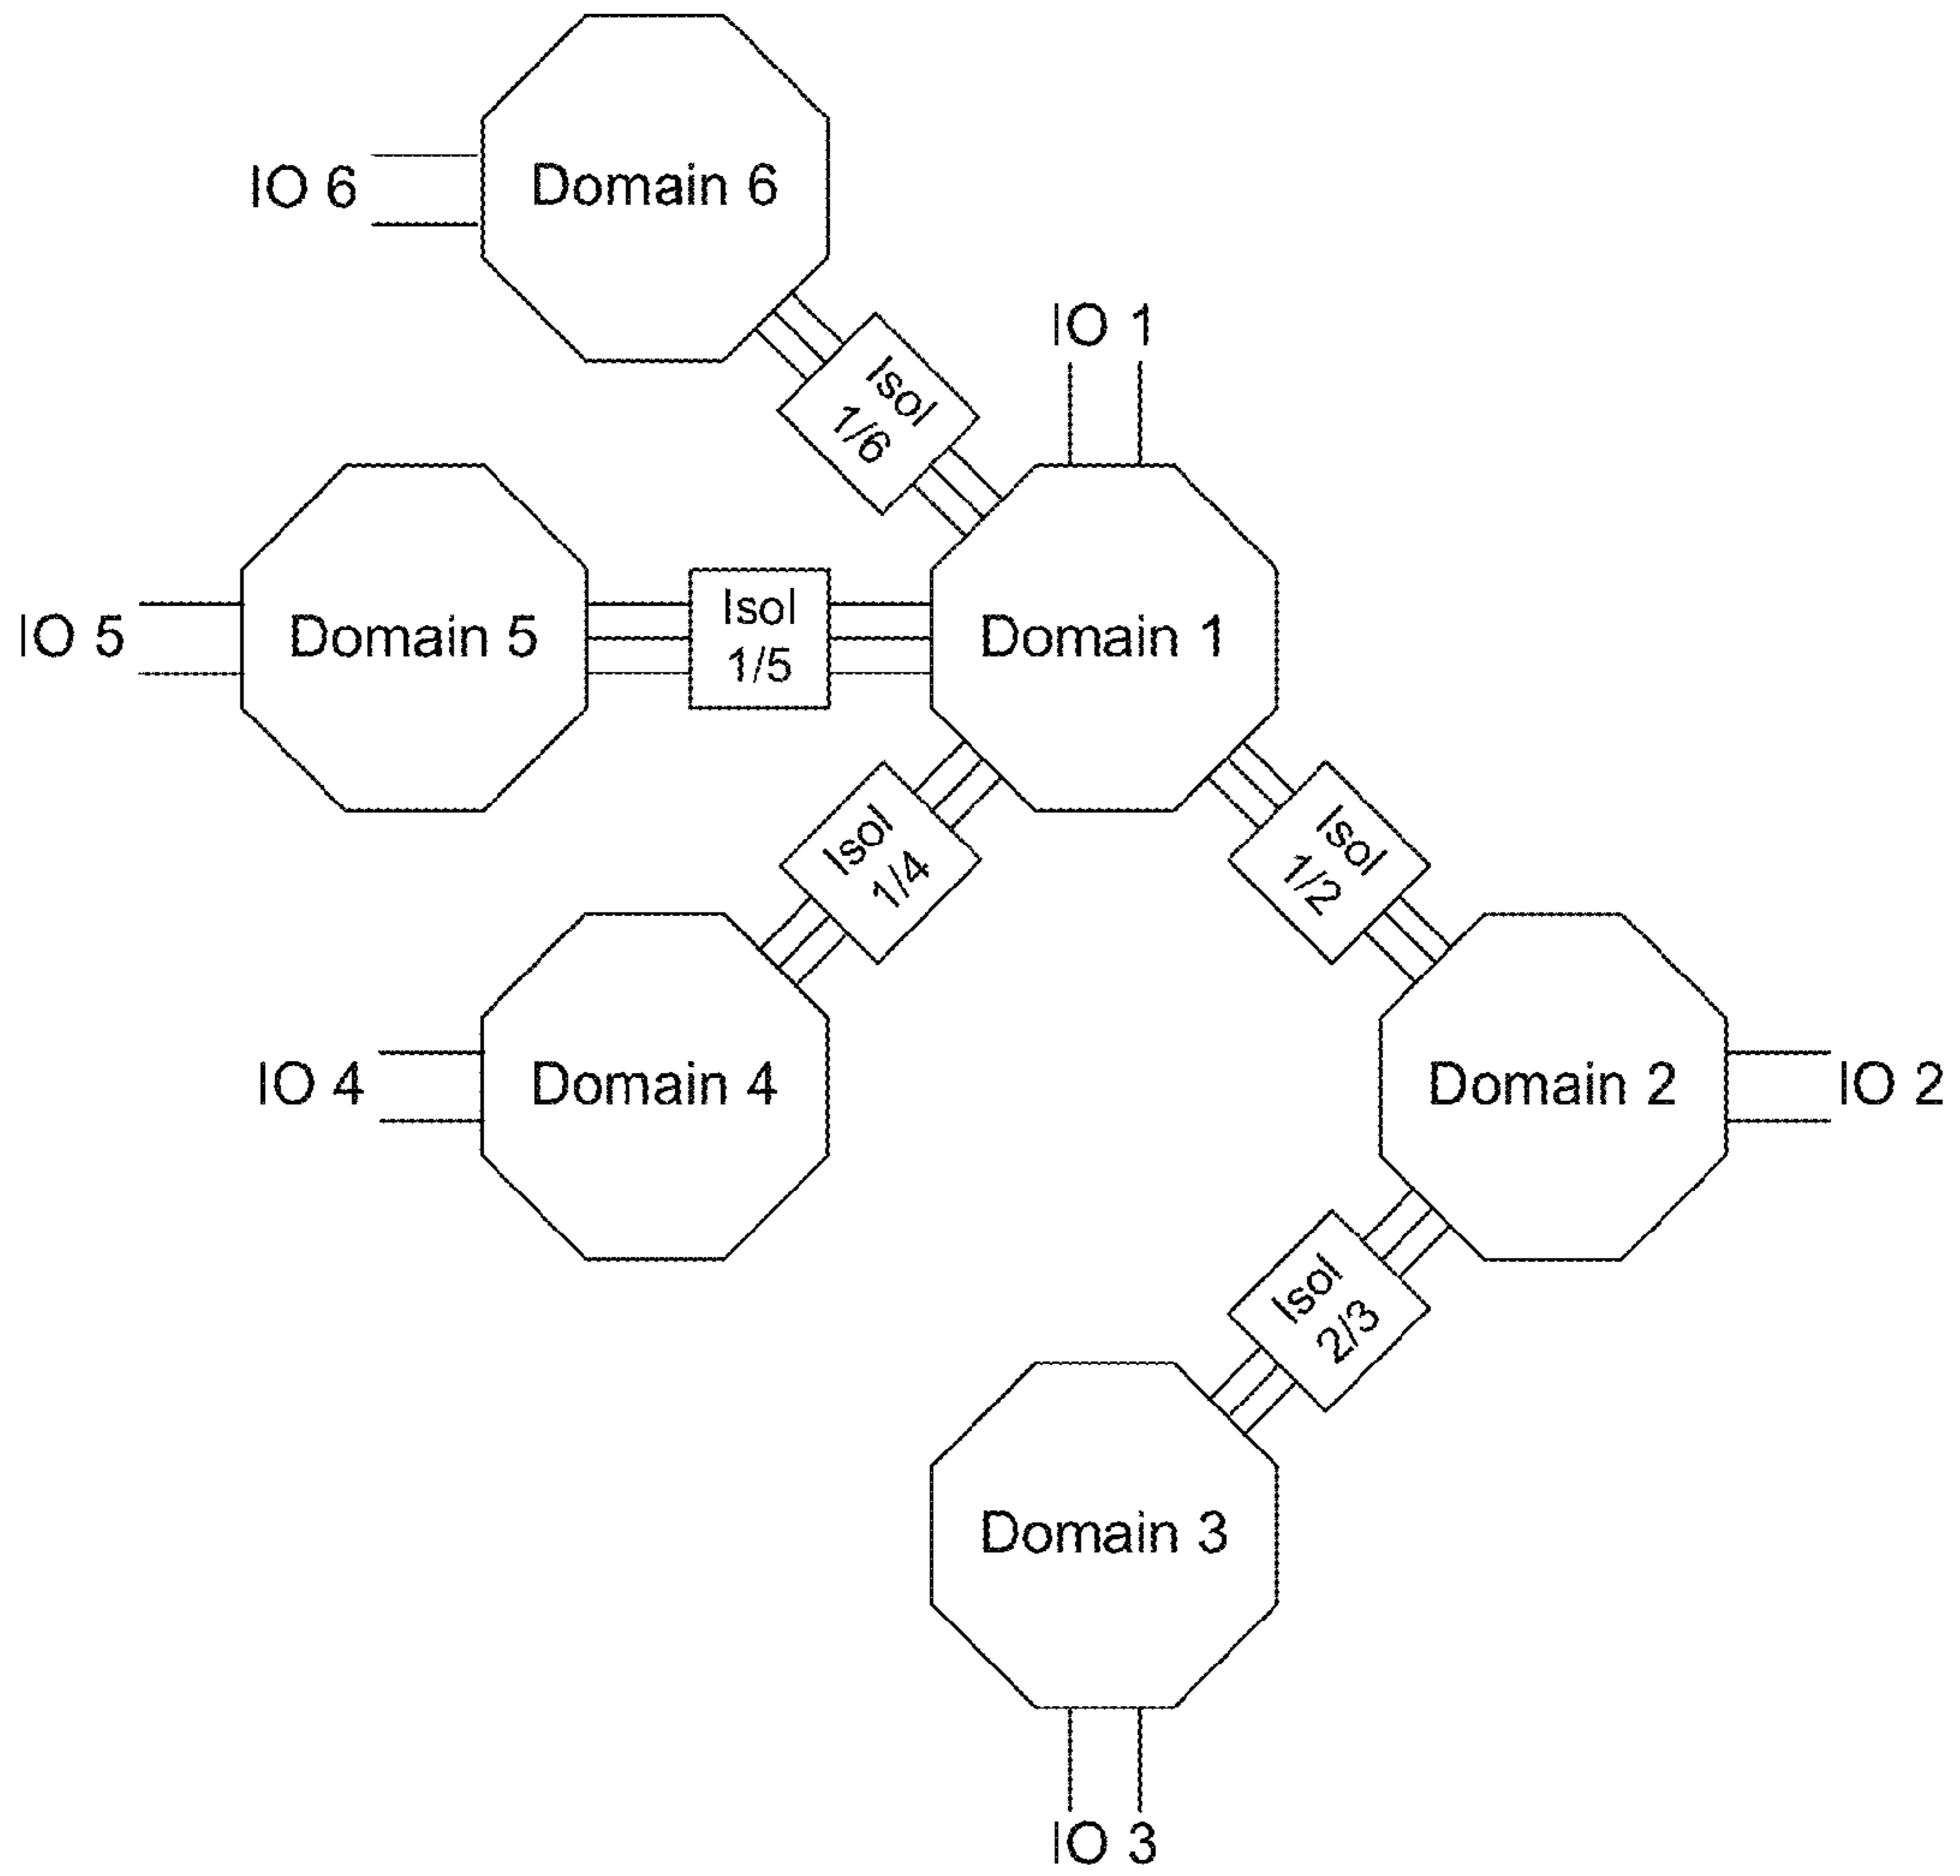 IO 6
Domain 6
IO 1
Isol
1/6
IO 5
Domain 5
Isol
1/5
Domain 1
Isol
1/4
Isol
1/2
IO 4
Domain 4
Domain 2
IO 2
Isol
2/3
Domain 3
IO 3